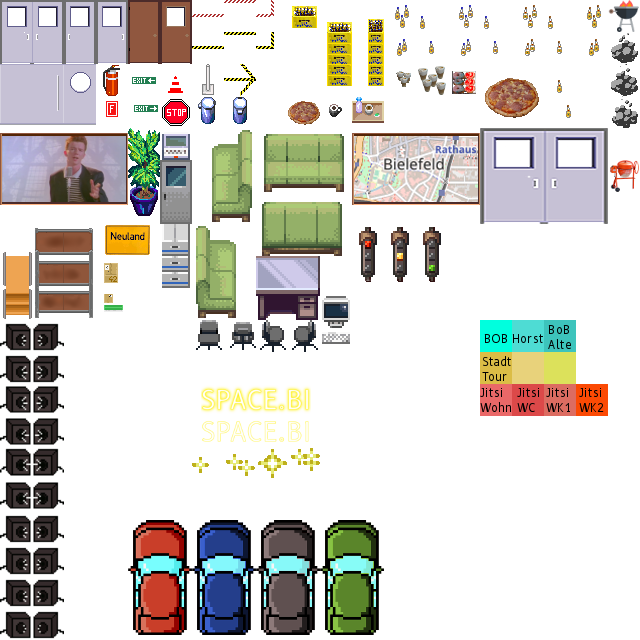 EXIT
F
EXIT
STOP
Rathaus
Bielefeld
Neuland
BOB
Horst
BoB
Alte
Stadt
Tour
Jitsi
Wohn
Jitsi
WC
Jitsi
WK1
Jitsi
WK2
SPACE.BI
SPACE.BI